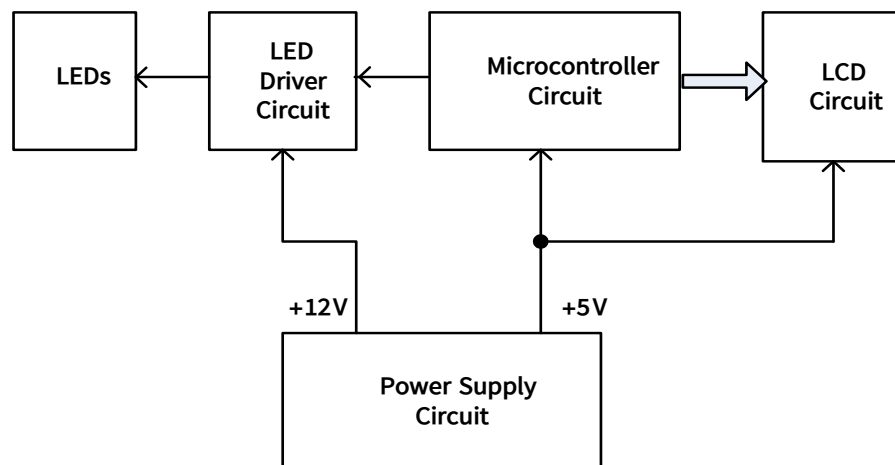 LEDs
LED
Driver
Circuit
Microcontroller
Circuit
LCD
Circuit
+12V
+5V
Power Supply
Circuit